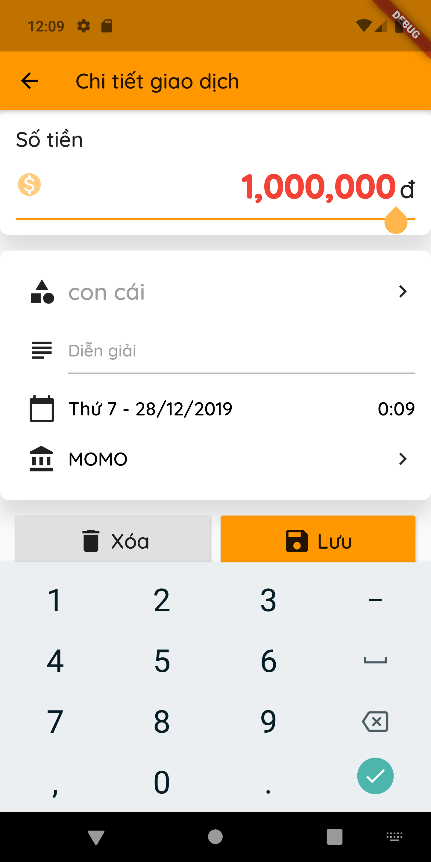 12:09
DEBUG
Chi tiết giao dịch
Số tiền
$ 1,000,000 đ
con cái
Diễn giải
Thứ 7 - 28/12/2019 0:09
MOMO
Xóa Lưu
1 2 3 –
4 5 6
7 8 9
, 0 .